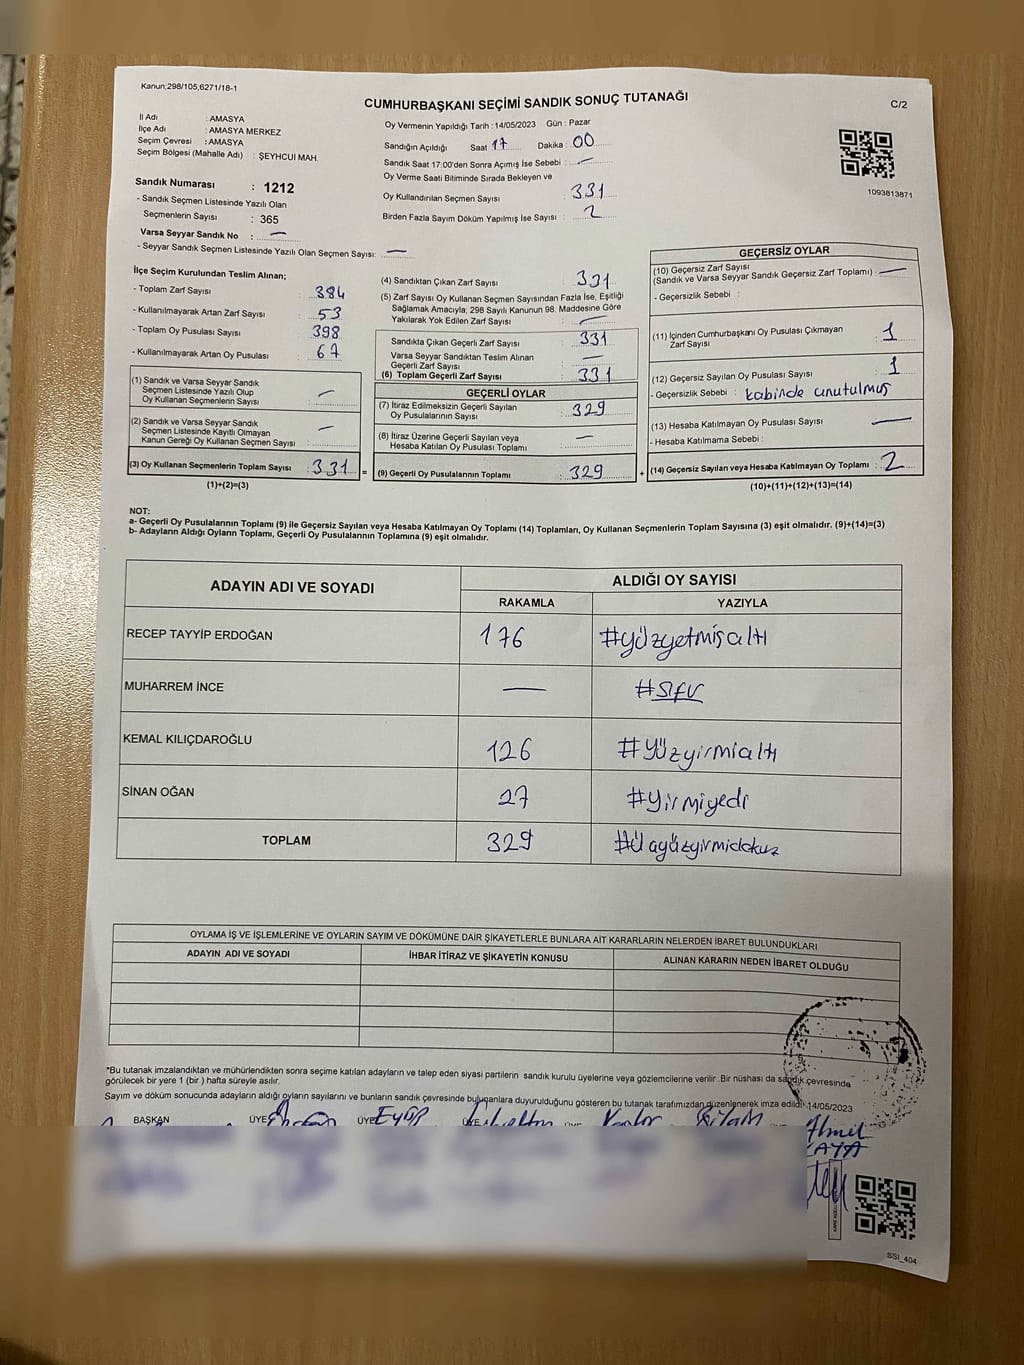 Kanun;298/105,6271/18-1
CUMHURBAŞKANI SEÇİMİ SANDIK SONUÇ TUTANAĞI
C/2
İl Adı : AMASYA
İlçe Adı : AMASYA MERKEZ
Seçim Çevresi : AMASYA
Seçim Bölgesi (Mahalle Adı) : ŞEYHCUİ MAH.
Oy Vermenin Yapıldığı Tarih :14/05/2023 Gün : Pazar
Sandığın Açıldığı Saat 17 Dakika : 00
Sandık Saat 17:00'den Sonra Açımış İse Sebebi : —
Oy Verme Saati Bitiminde Sırada Bekleyen ve
Oy Kullandırılan Seçmen Sayısı : 331
Birden Fazla Sayım Döküm Yapılmış İse Sayısı : 2
1093813871
Sandık Numarası : 1212
- Sandık Seçmen Listesinde Yazılı Olan
Seçmenlerin Sayısı : 365
Varsa Seyyar Sandık No : —
- Seyyar Sandık Seçmen Listesinde Yazılı Olan Seçmen Sayısı: —
İlçe Seçim Kurulundan Teslim Alınan;
- Toplam Zarf Sayısı : 384
- Kullanılmayarak Artan Zarf Sayısı : 53
- Toplam Oy Pusulası Sayısı : 398
- Kullanılmayarak Artan Oy Pusulası : 67
(1) Sandık ve Varsa Seyyar Sandık
Seçmen Listesinde Yazılı Olup
Oy Kullanan Seçmenlerin Sayısı : —
(2) Sandık ve Varsa Seyyar Sandık
Seçmen Listesinde Kayıtlı Olmayan
Kanun Gereği Oy Kullanan Seçmen Sayısı : —
(3) Oy Kullanan Seçmenlerin Toplam Sayısı : 331 =
(1)+(2)=(3)
(4) Sandıktan Çıkan Zarf Sayısı : 331
(5) Zarf Sayısı Oy Kullanan Seçmen Sayısından Fazla İse, Eşitliği
Sağlamak Amacıyla, 298 Sayılı Kanunun 98. Maddesine Göre
Yakılarak Yok Edilen Zarf Sayısı : —
Sandıkta Çıkan Geçerli Zarf Sayısı : 331
Varsa Seyyar Sandıktan Teslim Alınan
Geçerli Zarf Sayısı : —
(6) Toplam Geçerli Zarf Sayısı : 331
GEÇERLİ OYLAR
(7) İtiraz Edilmeksizin Geçerli Sayılan
Oy Pusulalarının Sayısı : 329
(8) İtiraz Üzerine Geçerli Sayılan veya
Hesaba Katılan Oy Pusulası Toplamı : —
(9) Geçerli Oy Pusulalarının Toplamı : 329 +
GEÇERSİZ OYLAR
(10) Geçersiz Zarf Sayısı
(Sandık ve Varsa Seyyar Sandık Geçersiz Zarf Toplamı) : —
- Geçersizlik Sebebi :
(11) İçinden Cumhurbaşkanı Oy Pusulası Çıkmayan
Zarf Sayısı : 1
(12) Geçersiz Sayılan Oy Pusulası Sayısı : 1
- Geçersizlik Sebebi : kabinde unutulmuş
(13) Hesaba Katılmayan Oy Pusulası Sayısı : —
- Hesaba Katılmama Sebebi :
(14) Geçersiz Sayılan veya Hesaba Katılmayan Oy Toplamı : 2
(10)+(11)+(12)+(13)=(14)
NOT:
a- Geçerli Oy Pusulalarının Toplamı (9) ile Geçersiz Sayılan veya Hesaba Katılmayan Oy Toplamı (14) Toplamları, Oy Kullanan Seçmenlerin Toplam Sayısına (3) eşit olmalıdır. (9)+(14)=(3)
b- Adayların Aldığı Oyların Toplamı, Geçerli Oy Pusulalarının Toplamına (9) eşit olmalıdır.
ADAYIN ADI VE SOYADI ALDIĞI OY SAYISI
RAKAMLA YAZIYLA
RECEP TAYYİP ERDOĞAN 176 #yüzyetmişaltı
MUHARREM İNCE — #sıfır
KEMAL KILIÇDAROĞLU 126 #yüzyirmialtı
SİNAN OĞAN 27 #yirmiyedi
TOPLAM 329 #üçyüzyirmidokuz
OYLAMA İŞ VE İŞLEMLERİNE VE OYLARIN SAYIM VE DÖKÜMÜNE DAİR ŞİKAYETLERLE BUNLARA AİT KARARLARIN NELERDEN İBARET BULUNDUKLARI
ADAYIN ADI VE SOYADI İHBAR İTİRAZ VE ŞİKAYETİN KONUSU ALINAN KARARIN NEDEN İBARET OLDUĞU
*Bu tutanak imzalandıktan ve mühürlendikten sonra seçime katılan adayların ve talep eden siyasi partilerin sandık kurulu üyelerine veya gözlemcilerine verilir .Bir nüshası da sandık çevresinde
görülecek bir yere 1 (bir ) hafta süreyle asılır.
Sayım ve döküm sonucunda adayların aldığı oyların sayılarını ve bunların sandık çevresinde bulunanlara duyurulduğunu gösteren bu tutanak tarafımızdan düzenlenerek imza edildi. 14/05/2023
BAŞKAN ÜYE ÜYE ÜYE ÜYE
Ahmet
KAYA
SSI_404